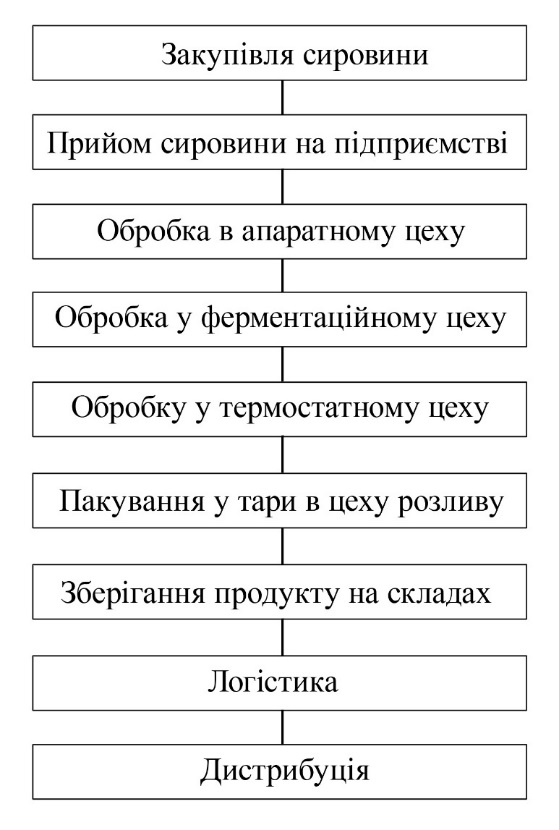 Закупівля сировини
Прийом сировини на підприємстві
Обробка в апаратному цеху
Обробка у ферментаційному цеху
Обробку у термостатному цеху
Пакування у тари в цеху розливу
Зберігання продукту на складах
Логістика
Дистрибуція